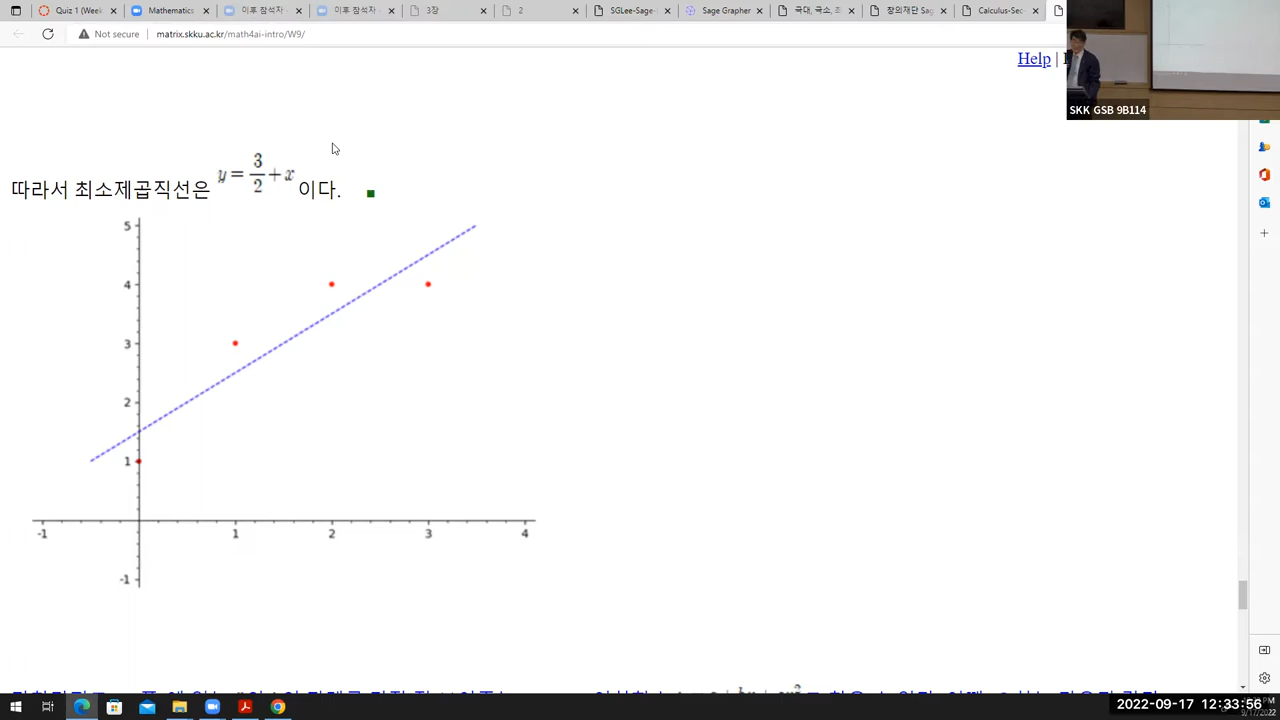 Quiz 1 (Week
Mathematics
이후 참석자 -
이후 참석자 -
3장
2
SGLee-Sage-
Sage Grapher
극대, 극소, 최
창의재단 Sag
Calculus-Sec
Not secure
matrix.skku.ac.kr/math4ai-intro/W9/
Help |
SKK GSB 9B114
따라서 최소제곱직선은 y = 3/2 + x 이다.
5
4
3
2
1
-1
1
2
3
4
-1
2022-09-17 12:33:56